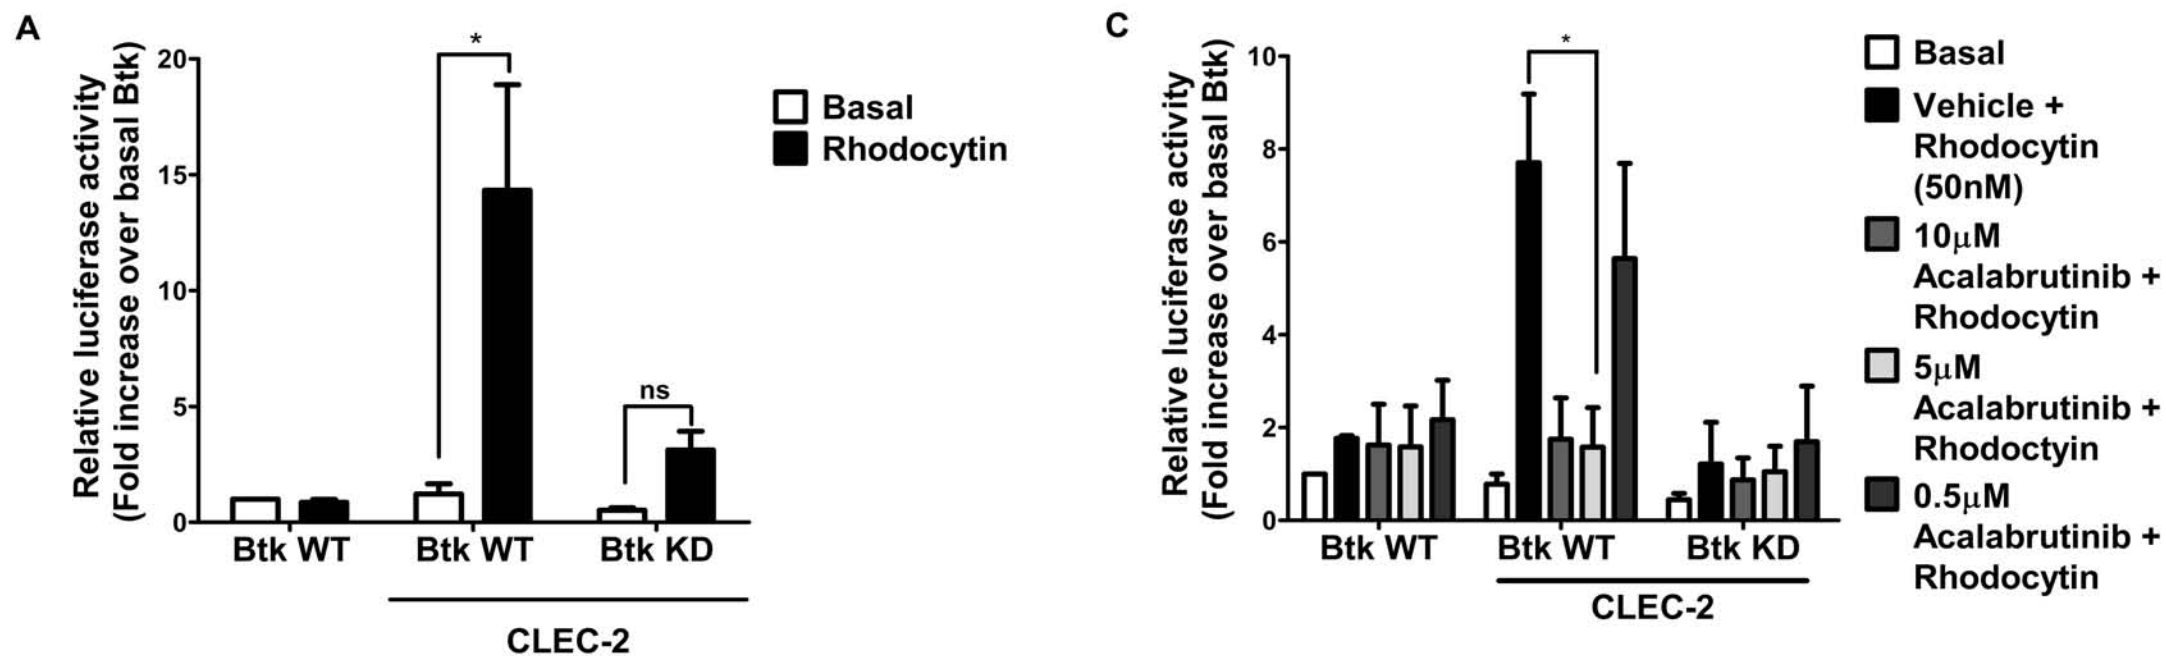 A
Relative luciferase activity
(Fold increase over basal Btk)
20
15
10
5
0
*
ns
Basal
Rhodocytin
Btk WT
Btk WT
Btk KD
CLEC-2
C
Relative luciferase activity
(Fold increase over basal Btk)
10
8
6
4
2
0
*
Btk WT
Btk WT
Btk KD
CLEC-2
Basal
Vehicle +
Rhodocytin
(50nM)
10μM
Acalabrutinib +
Rhodocytin
5μM
Acalabrutinib +
Rhodoctyin
0.5μM
Acalabrutinib +
Rhodocytin